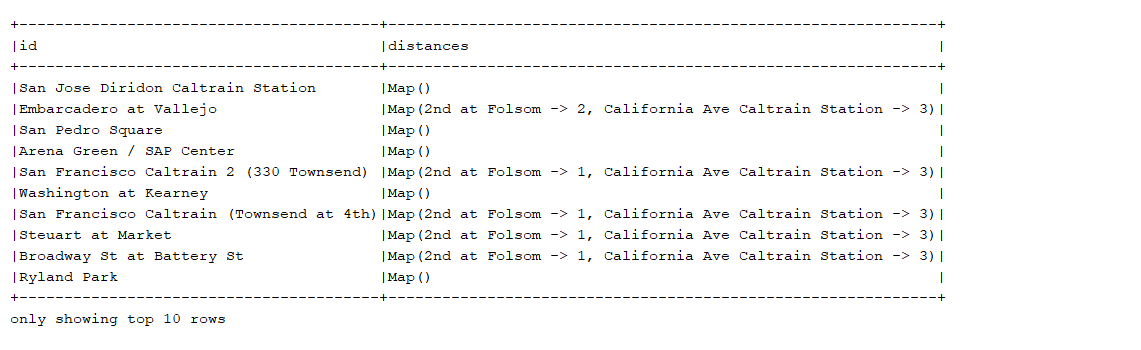 +----------------------------------------+-------------------------------------------------------------+
|id                                      |distances                                                    |
+----------------------------------------+-------------------------------------------------------------+
|San Jose Diridon Caltrain Station       |Map()                                                        |
|Embarcadero at Vallejo                  |Map(2nd at Folsom -> 2, California Ave Caltrain Station -> 3)|
|San Pedro Square                        |Map()                                                        |
|Arena Green / SAP Center                |Map()                                                        |
|San Francisco Caltrain 2 (330 Townsend) |Map(2nd at Folsom -> 1, California Ave Caltrain Station -> 3)|
|Washington at Kearney                   |Map()                                                        |
|San Francisco Caltrain (Townsend at 4th)|Map(2nd at Folsom -> 1, California Ave Caltrain Station -> 3)|
|Steuart at Market                       |Map(2nd at Folsom -> 1, California Ave Caltrain Station -> 3)|
|Broadway St at Battery St               |Map(2nd at Folsom -> 1, California Ave Caltrain Station -> 3)|
|Ryland Park                             |Map()                                                        |
+----------------------------------------+-------------------------------------------------------------+
only showing top 10 rows